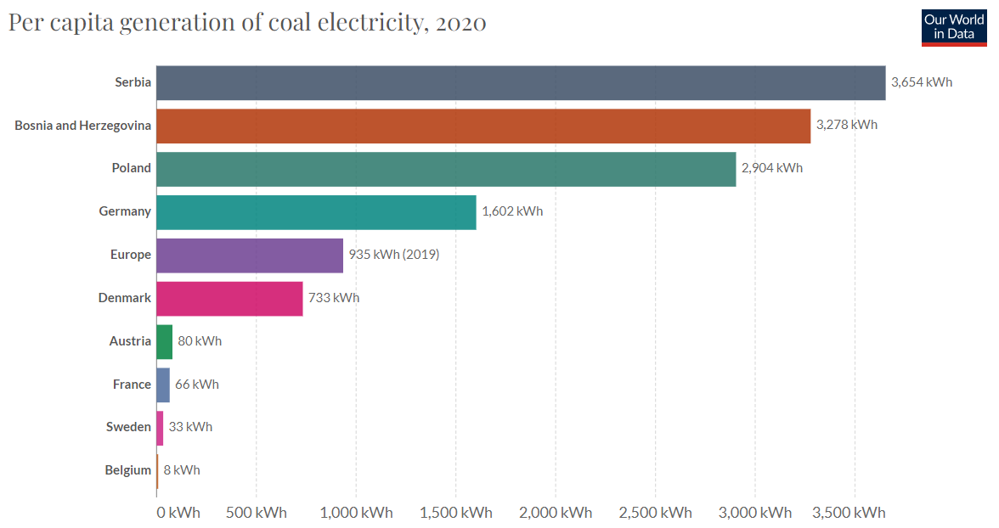 Per capita generation of coal electricity, 2020
Our World
in Data
Serbia 3,654 kWh
Bosnia and Herzegovina 3,278 kWh
Poland 2,904 kWh
Germany 1,602 kWh
Europe 935 kWh (2019)
Denmark 733 kWh
Austria 80 kWh
France 66 kWh
Sweden 33 kWh
Belgium 8 kWh
0 kWh 500 kWh 1,000 kWh 1,500 kWh 2,000 kWh 2,500 kWh 3,000 kWh 3,500 kWh